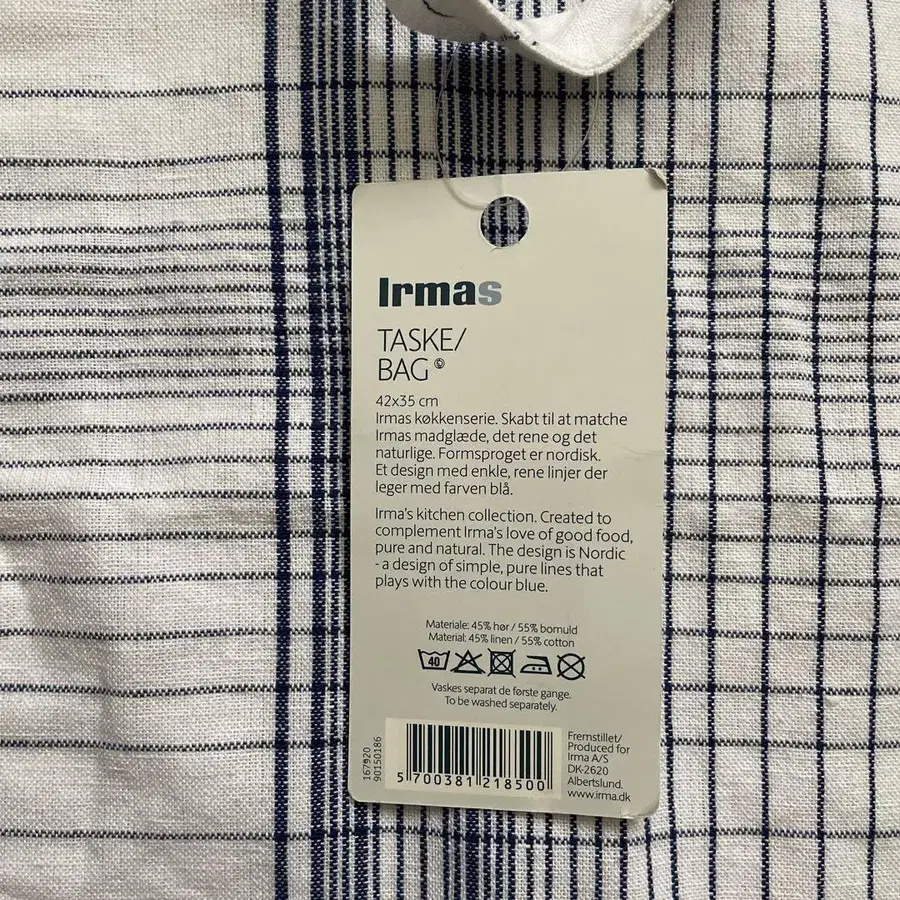 Irmas
TASKE/
BAG©
42x35 cm
Irmas køkkenserie. Skabt til at matche
Irmas madglæde, det rene og det
naturlige. Formsproget er nordisk.
Et design med enkle, rene linjer der
leger med farven blå.
Irma's kitchen collection. Created to
complement Irma's love of good food,
pure and natural. The design is Nordic
- a design of simple, pure lines that
plays with the colour blue.
Materiale: 45% hør / 55% bomuld
Material: 45% linen / 55% cotton
40
Vaskes separat de første gange.
To be washed separately.
167920
90150186
5 700381 218500
Fremstillet/
Produced for
Irma A/S
DK-2620
Albertslund.
www.irma.dk